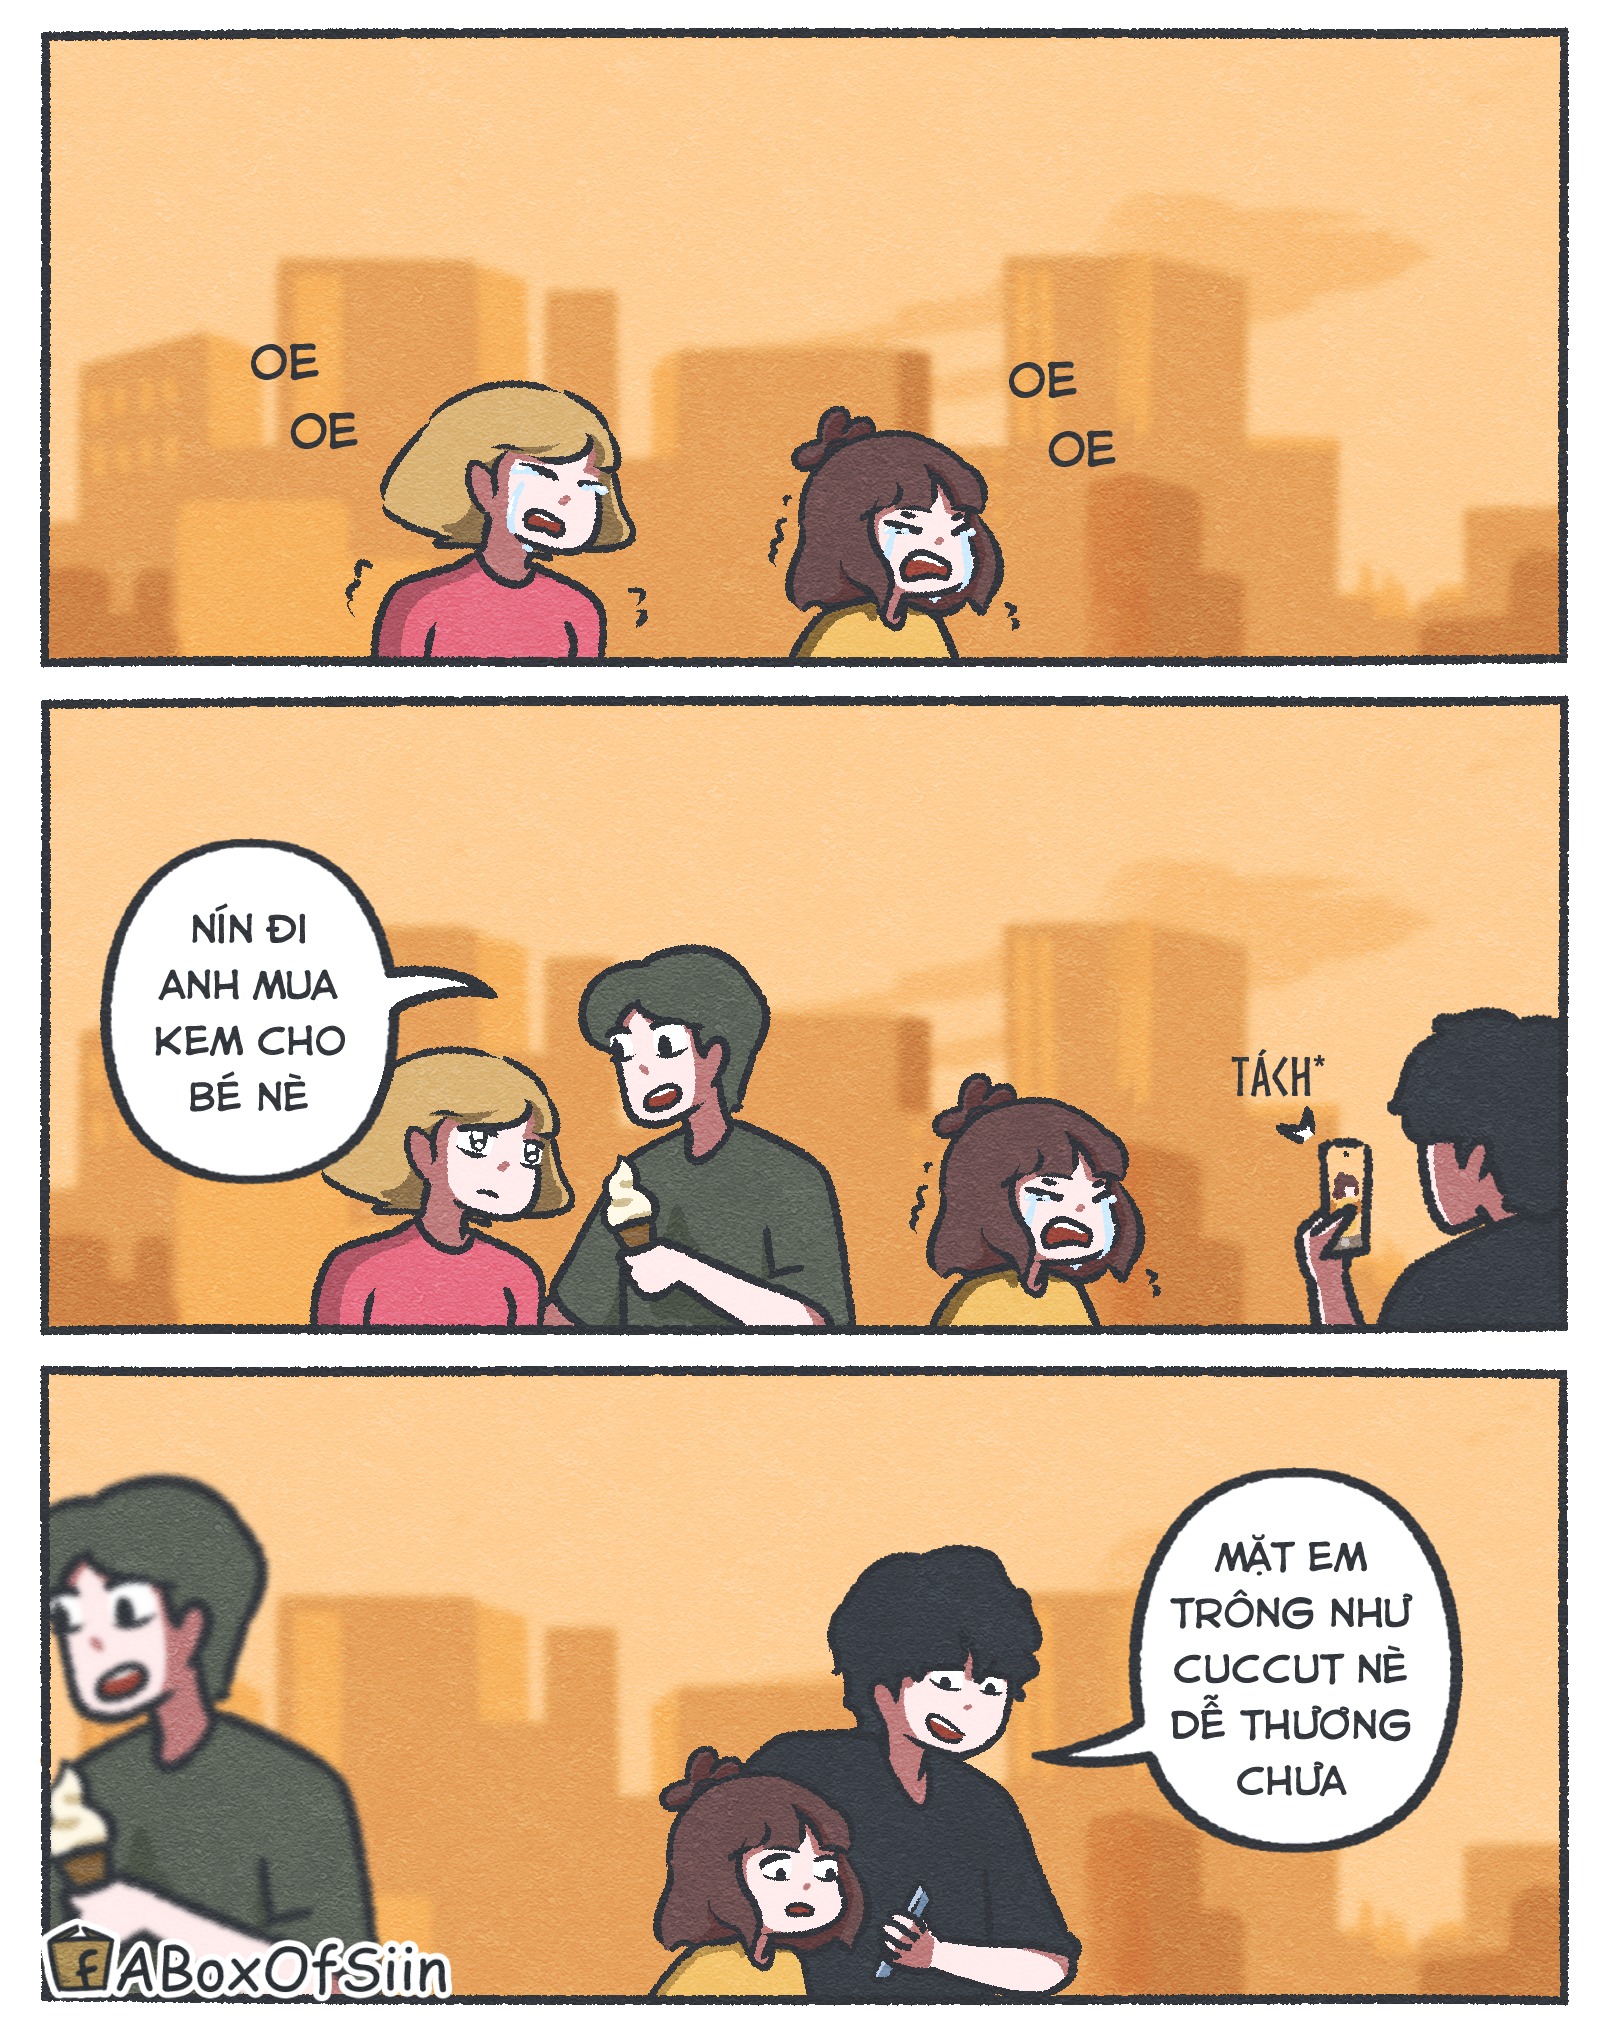 OE
OE
OE
OE
NÍN ĐI
ANH MUA
KEM CHO
BÉ NÈ
TÁCH*
MẶT EM
TRÔNG NHƯ
CUCCUT NÈ
DỄ THƯƠNG
CHƯA
f ABoxOfSiin